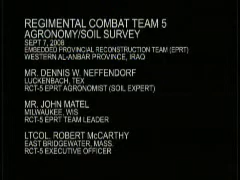 REGIMENTAL COMBAT TEAM 5
AGRONOMY/SOIL SURVEY
SEPT 7, 2008
EMBEDDED PROVINCIAL RECONSTRUCTION TEAM (EPRT)
WESTERN AL-ANBAR PROVINCE, IRAQ
MR. DENNIS W. NEFFENDORF
LUCKENBACH, TEX
RCT-5 EPRT AGRONOMIST (SOIL EXPERT)
MR. JOHN MATEL
MILWAUKEE, WIS
RCT-5 EPRT TEAM LEADER
LTCOL. ROBERT McCARTHY
EAST BRIDGEWATER, MASS.
RCT-5 EXECUTIVE OFFICER